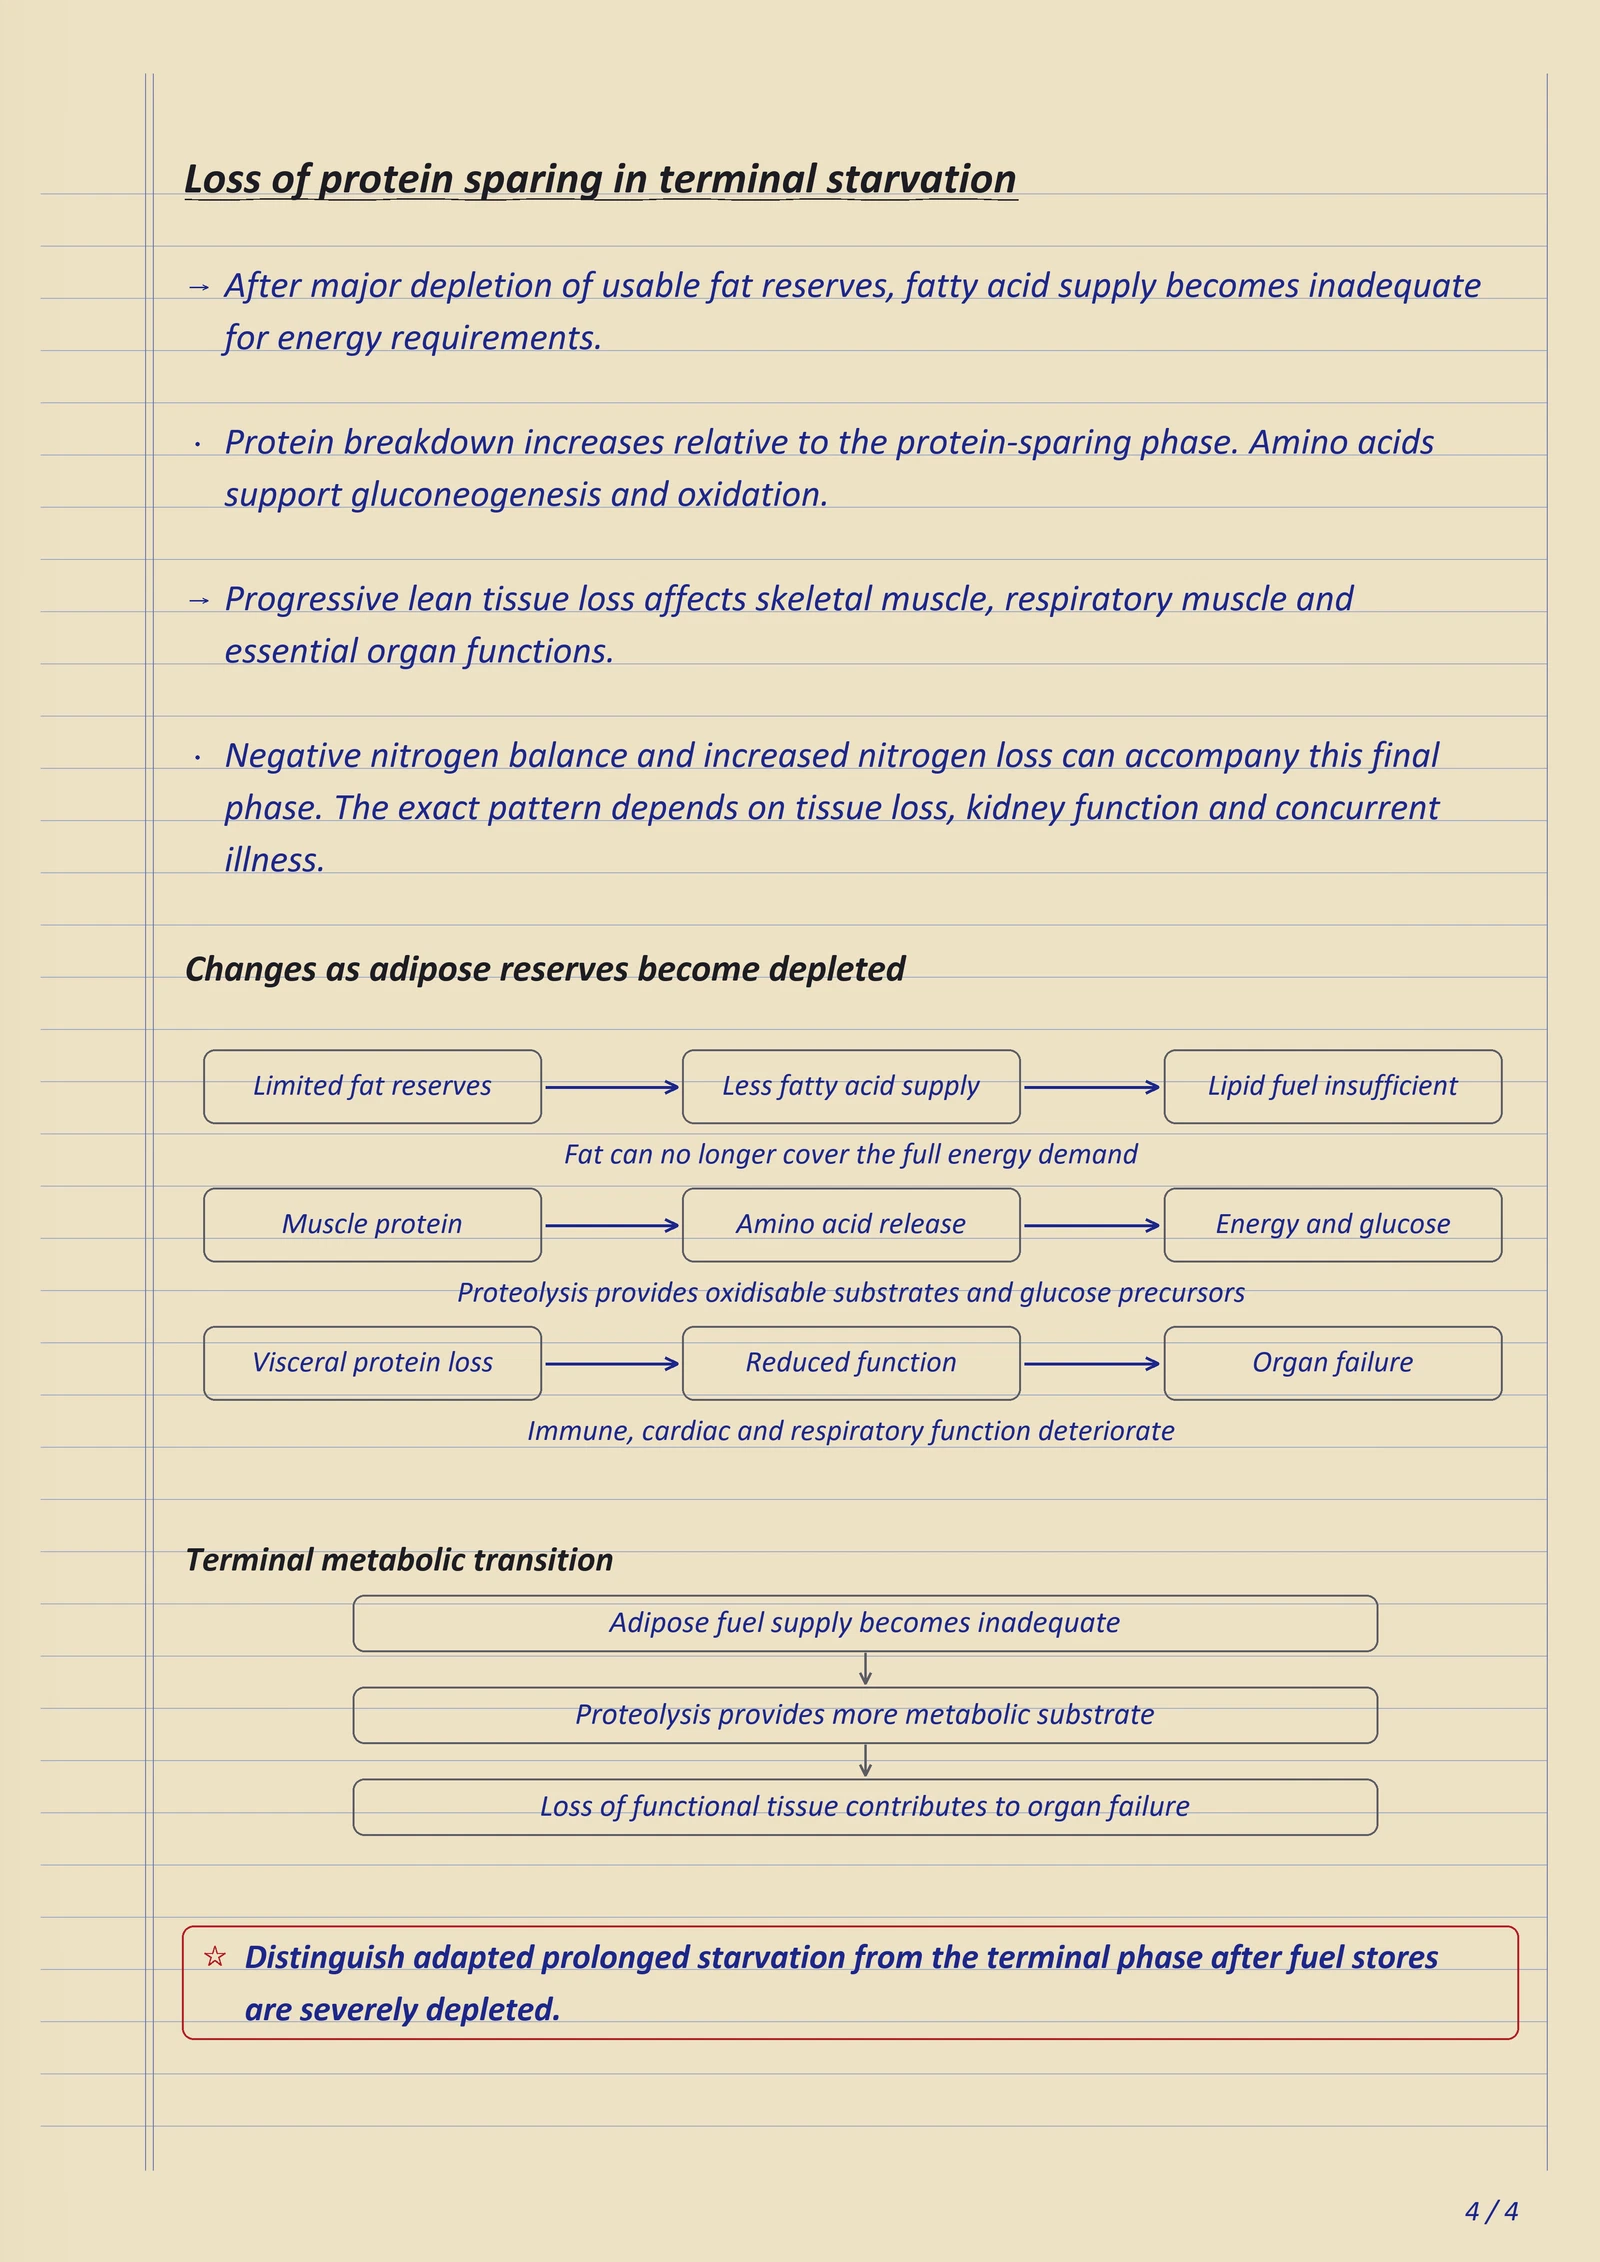 Loss of protein sparing in terminal starvation
→ After major depletion of usable fat reserves, fatty acid supply becomes inadequate
for energy requirements.
· Protein breakdown increases relative to the protein-sparing phase. Amino acids
support gluconeogenesis and oxidation.
→ Progressive lean tissue loss affects skeletal muscle, respiratory muscle and
essential organ functions.
· Negative nitrogen balance and increased nitrogen loss can accompany this final
phase. The exact pattern depends on tissue loss, kidney function and concurrent
illness.
Changes as adipose reserves become depleted
Limited fat reserves → Less fatty acid supply → Lipid fuel insufficient
Fat can no longer cover the full energy demand
Muscle protein → Amino acid release → Energy and glucose
Proteolysis provides oxidisable substrates and glucose precursors
Visceral protein loss → Reduced function → Organ failure
Immune, cardiac and respiratory function deteriorate
Terminal metabolic transition
Adipose fuel supply becomes inadequate
↓
Proteolysis provides more metabolic substrate
↓
Loss of functional tissue contributes to organ failure
☆ Distinguish adapted prolonged starvation from the terminal phase after fuel stores
are severely depleted.
4 / 4